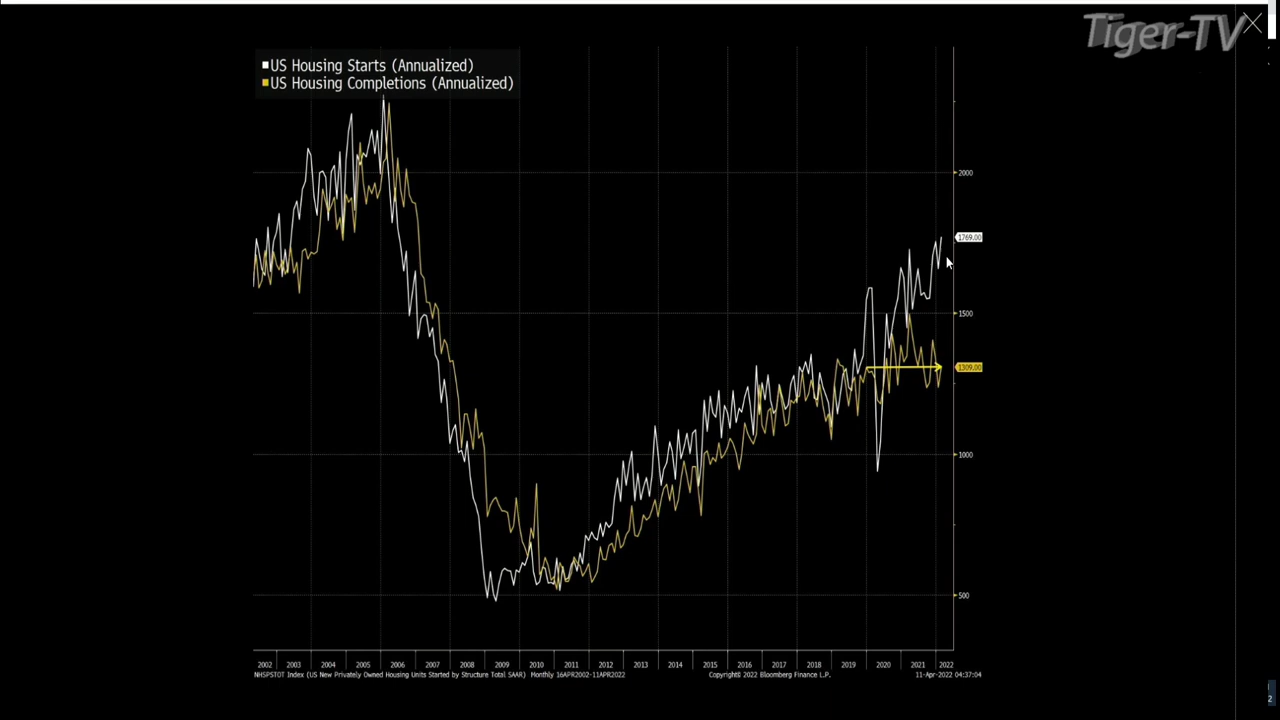 Tiger-TV
US Housing Starts (Annualized)
US Housing Completions (Annualized)
2000
1769.00
1500
1309.00
1000
500
2002 2003 2004 2005 2006 2007 2008 2009 2010 2011 2012 2013 2014 2015 2016 2017 2018 2019 2020 2021 2022
NHSPSTOT Index (US New Privately Owned Housing Units Started by Structure Total SAAR) Monthly 16APR2002-11APR2022 Copyright© 2022 Bloomberg Finance L.P. 11-Apr-2022 04:37:04
2